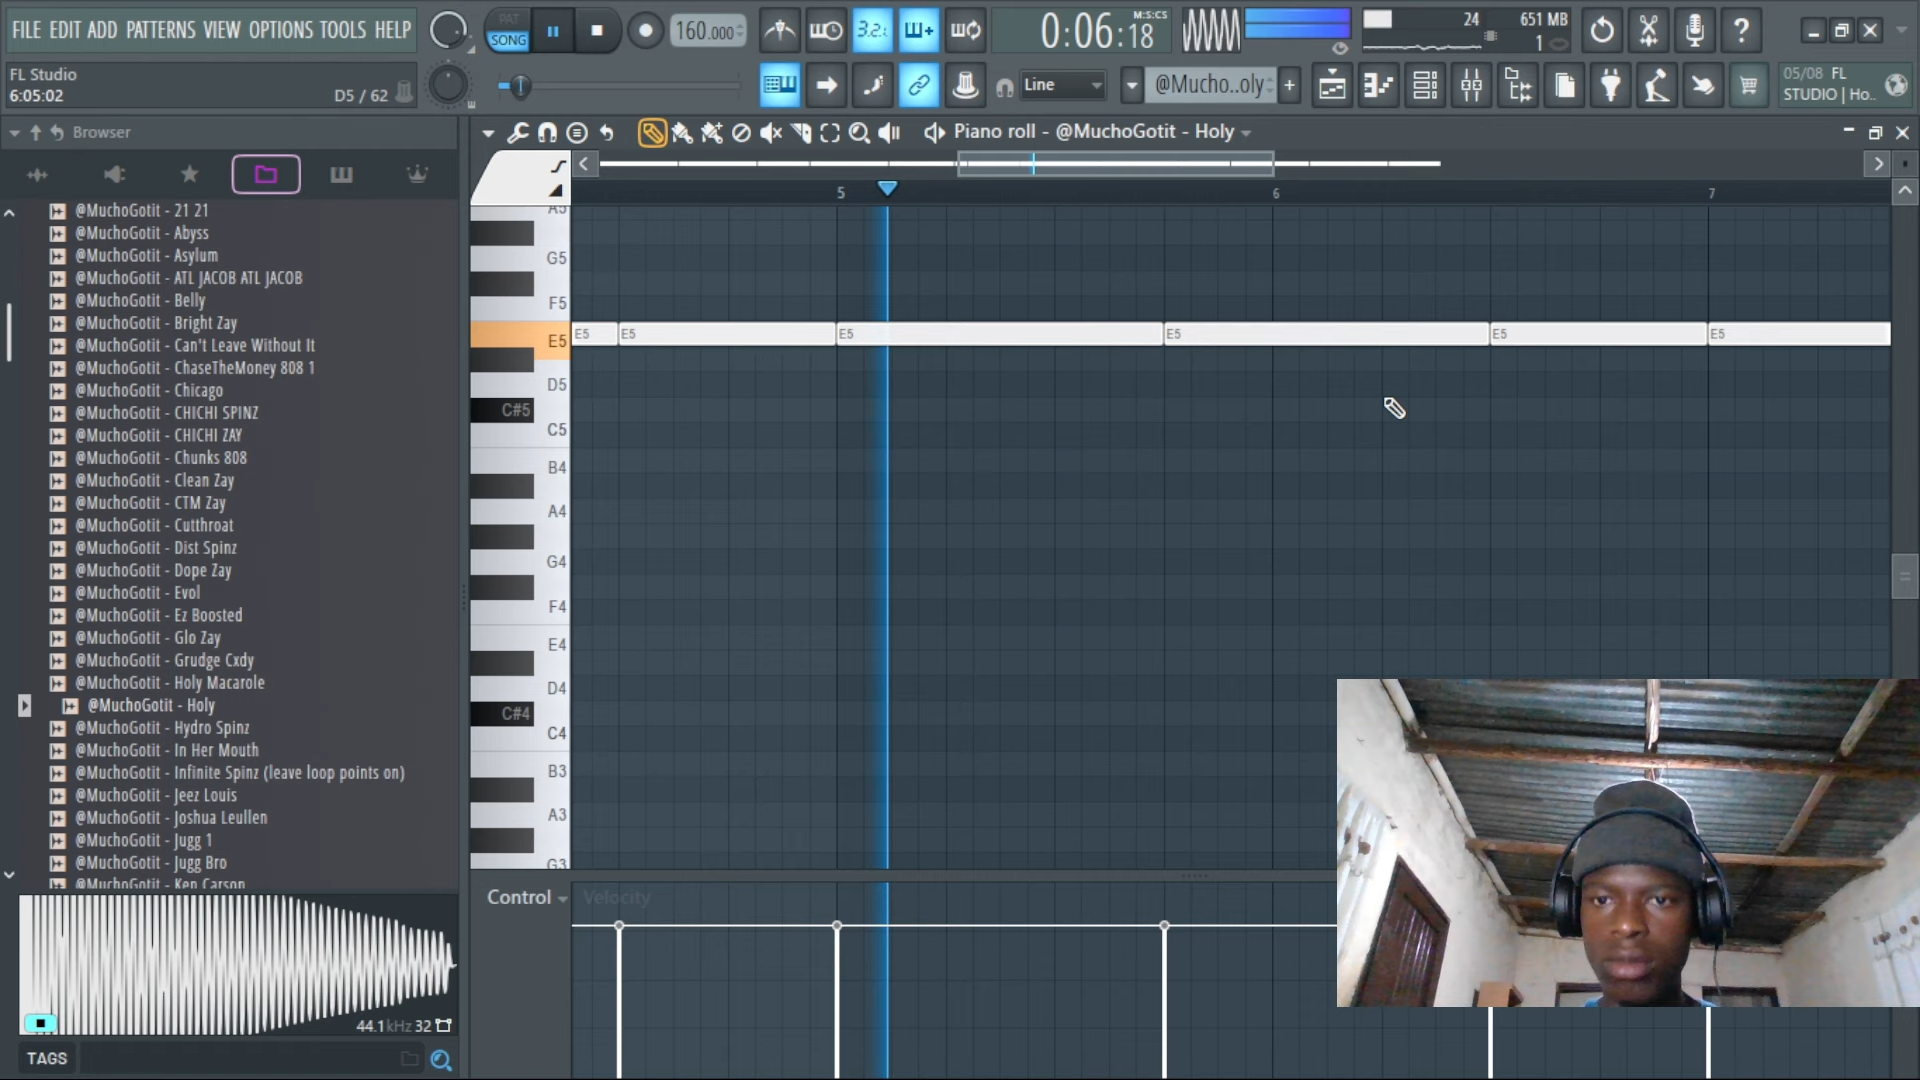 FILE EDIT ADD PATTERNS VIEW OPTIONS TOOLS HELP
PAT
SONG
160.000
3.2.
0:06:18
M:S:CS
24
651 MB
1
FL Studio
6:05:02
D5 / 62
Line
@Mucho..oly
05/08 FL
STUDIO | Ho..
Browser
Piano roll - @MuchoGotit - Holy
@MuchoGotit - 21 21
@MuchoGotit - Abyss
@MuchoGotit - Asylum
@MuchoGotit - ATL JACOB ATL JACOB
@MuchoGotit - Belly
@MuchoGotit - Bright Zay
@MuchoGotit - Can't Leave Without It
@MuchoGotit - ChaseTheMoney 808 1
@MuchoGotit - Chicago
@MuchoGotit - CHICHI SPINZ
@MuchoGotit - CHICHI ZAY
@MuchoGotit - Chunks 808
@MuchoGotit - Clean Zay
@MuchoGotit - CTM Zay
@MuchoGotit - Cutthroat
@MuchoGotit - Dist Spinz
@MuchoGotit - Dope Zay
@MuchoGotit - Evol
@MuchoGotit - Ez Boosted
@MuchoGotit - Glo Zay
@MuchoGotit - Grudge Cxdy
@MuchoGotit - Holy Macarole
@MuchoGotit - Holy
@MuchoGotit - Hydro Spinz
@MuchoGotit - In Her Mouth
@MuchoGotit - Infinite Spinz (leave loop points on)
@MuchoGotit - Jeez Louis
@MuchoGotit - Joshua Leullen
@MuchoGotit - Jugg 1
@MuchoGotit - Jugg Bro
@MuchoGotit - Ken Carson
44.1kHz 32
TAGS
5
6
7
A5
G5
F5
E5
D5
C#5
C5
B4
A4
G4
F4
E4
D4
C#4
C4
B3
A3
G3
E5
E5
E5
E5
E5
E5
Control
Velocity